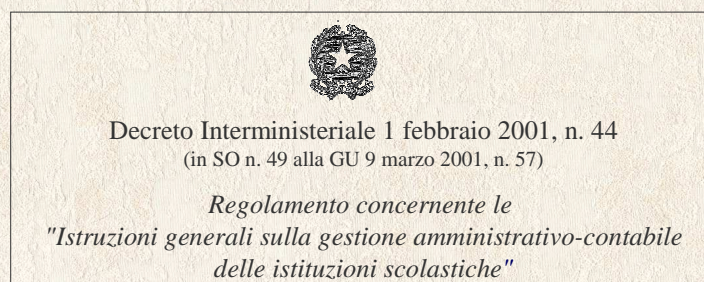 Decreto Interministeriale 1 febbraio 2001, n. 44
(in SO n. 49 alla GU 9 marzo 2001, n. 57)
Regolamento concernente le
"Istruzioni generali sulla gestione amministrativo-contabile
delle istituzioni scolastiche"